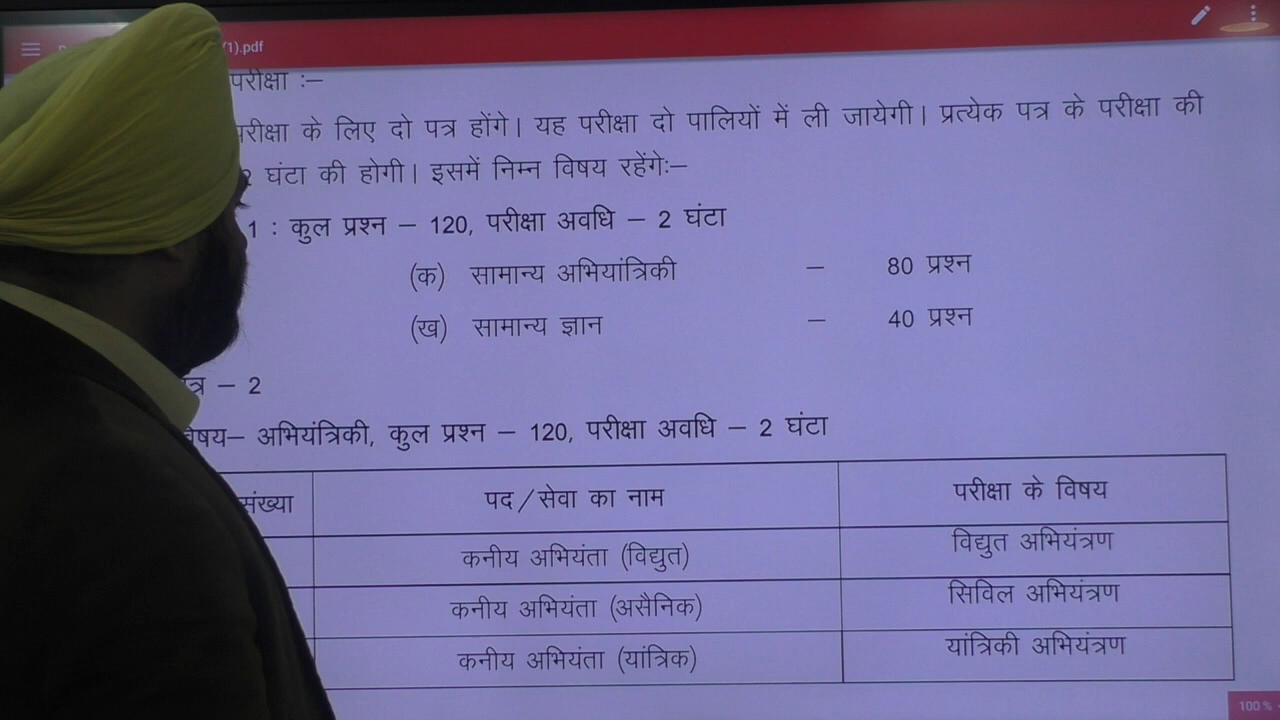 (1).pdf
परीक्षा :–
परीक्षा के लिए दो पत्र होंगे। यह परीक्षा दो पालियों में ली जायेगी। प्रत्येक पत्र के परीक्षा की
2 घंटा की होगी। इसमें निम्न विषय रहेंगेः–
1 : कुल प्रश्न – 120, परीक्षा अवधि – 2 घंटा
(क) सामान्य अभियांत्रिकी – 80 प्रश्न
(ख) सामान्य ज्ञान – 40 प्रश्न
– 2
विषय– अभियंत्रिकी, कुल प्रश्न – 120, परीक्षा अवधि – 2 घंटा
संख्या पद/सेवा का नाम परीक्षा के विषय
कनीय अभियंता (विद्युत) विद्युत अभियंत्रण
कनीय अभियंता (असैनिक) सिविल अभियंत्रण
कनीय अभियंता (यांत्रिक) यांत्रिकी अभियंत्रण
100 %